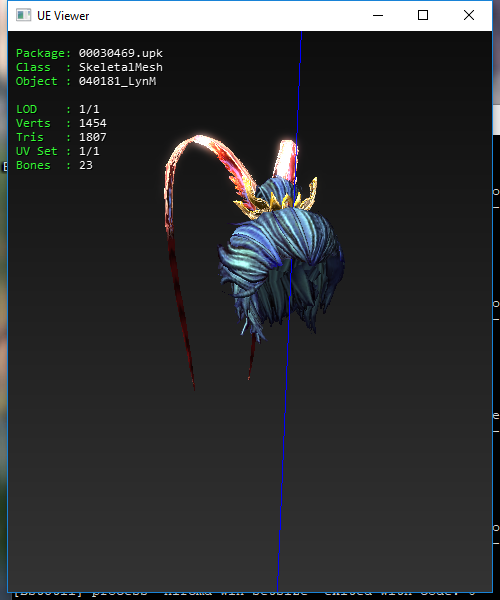 UE Viewer
Package: 00030469.upk
Class : SkeletalMesh
Object : 040181_LynM
LOD : 1/1
Verts : 1454
Tris : 1807
UV Set : 1/1
Bones : 23